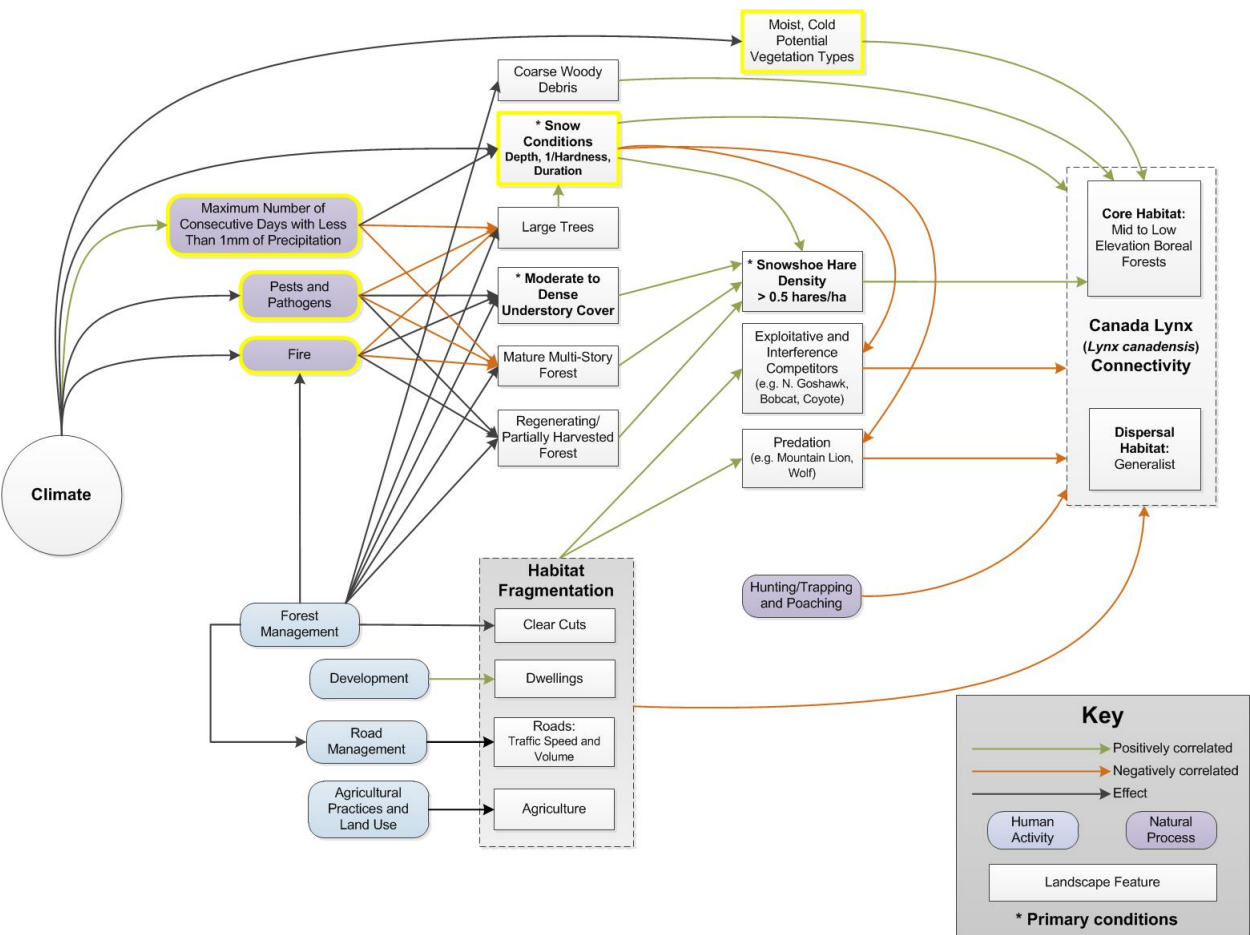 Moist, Cold
Potential
Vegetation Types
Coarse Woody
Debris
* Snow
Conditions
Depth, 1/Hardness,
Duration
Maximum Number of
Consecutive Days with Less
Than 1mm of Precipitation
Large Trees
Pests and
Pathogens
* Moderate to
Dense
Understory Cover
* Snowshoe Hare
Density
> 0.5 hares/ha
Core Habitat:
Mid to Low
Elevation Boreal
Forests
Fire
Mature Multi-Story
Forest
Exploitative and
Interference
Competitors
(e.g. N. Goshawk,
Bobcat, Coyote)
Canada Lynx
(Lynx canadensis)
Connectivity
Regenerating/
Partially Harvested
Forest
Predation
(e.g. Mountain Lion,
Wolf)
Dispersal
Habitat:
Generalist
Climate
Habitat
Fragmentation
Hunting/Trapping
and Poaching
Forest
Management
Clear Cuts
Development
Dwellings
Road
Management
Roads:
Traffic Speed and
Volume
Agricultural
Practices and
Land Use
Agriculture
Key
Positively correlated
Negatively correlated
Effect
Human
Activity
Natural
Process
Landscape Feature
* Primary conditions